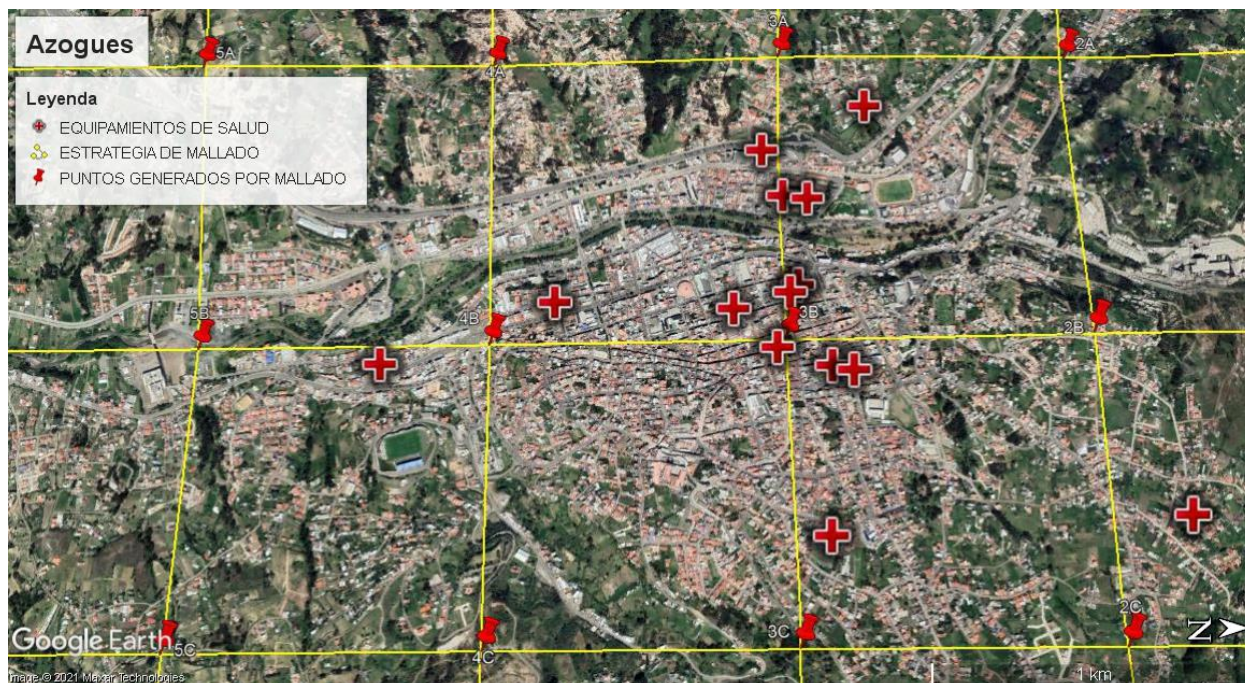 Azogues
Leyenda
EQUIPAMIENTOS DE SALUD
ESTRATEGIA DE MALLADO
PUNTOS GENERADOS POR MALLADO
5A
4A
3A
2A
5B
4B
3B
2B
5C
4C
3C
2C
N
1 km
Google Earth
Image © 2021 Maxar Technologies